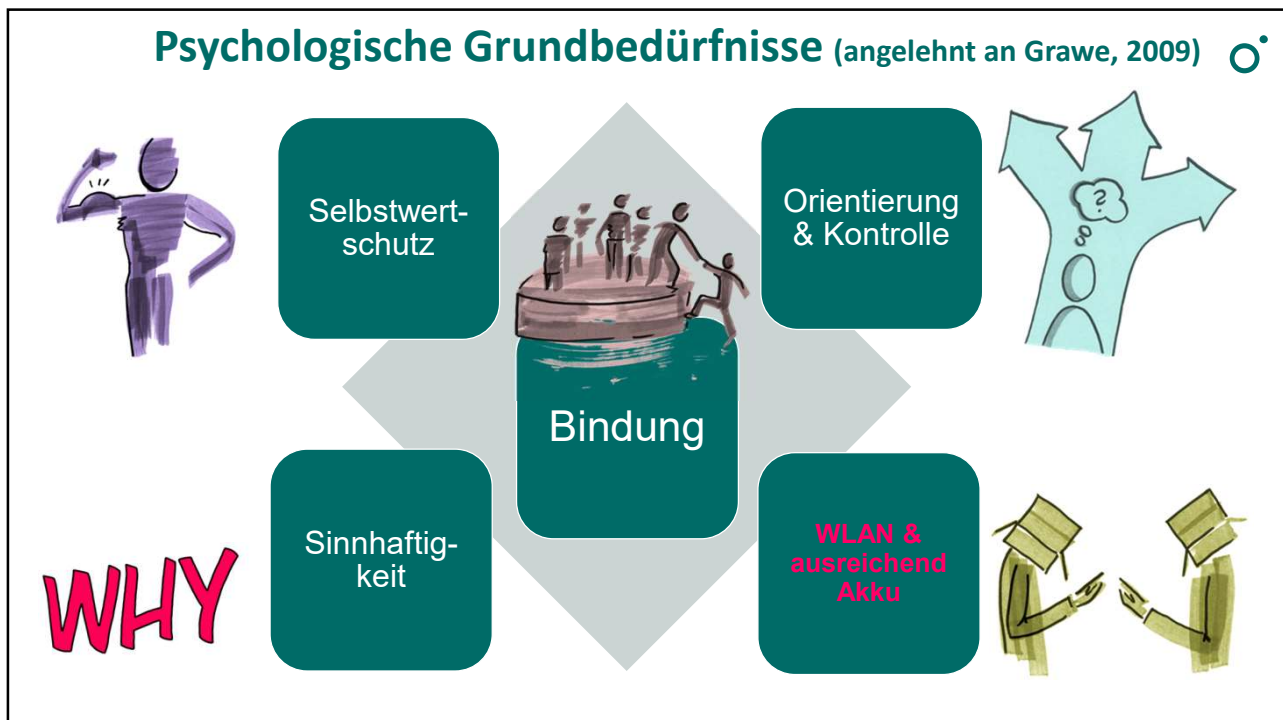 Psychologische Grundbedürfnisse (angelehnt an Grawe, 2009)
Selbstwert-
schutz
Orientierung
& Kontrolle
?
Bindung
WHY
Sinnhaftig-
keit
WLAN &
ausreichend
Akku